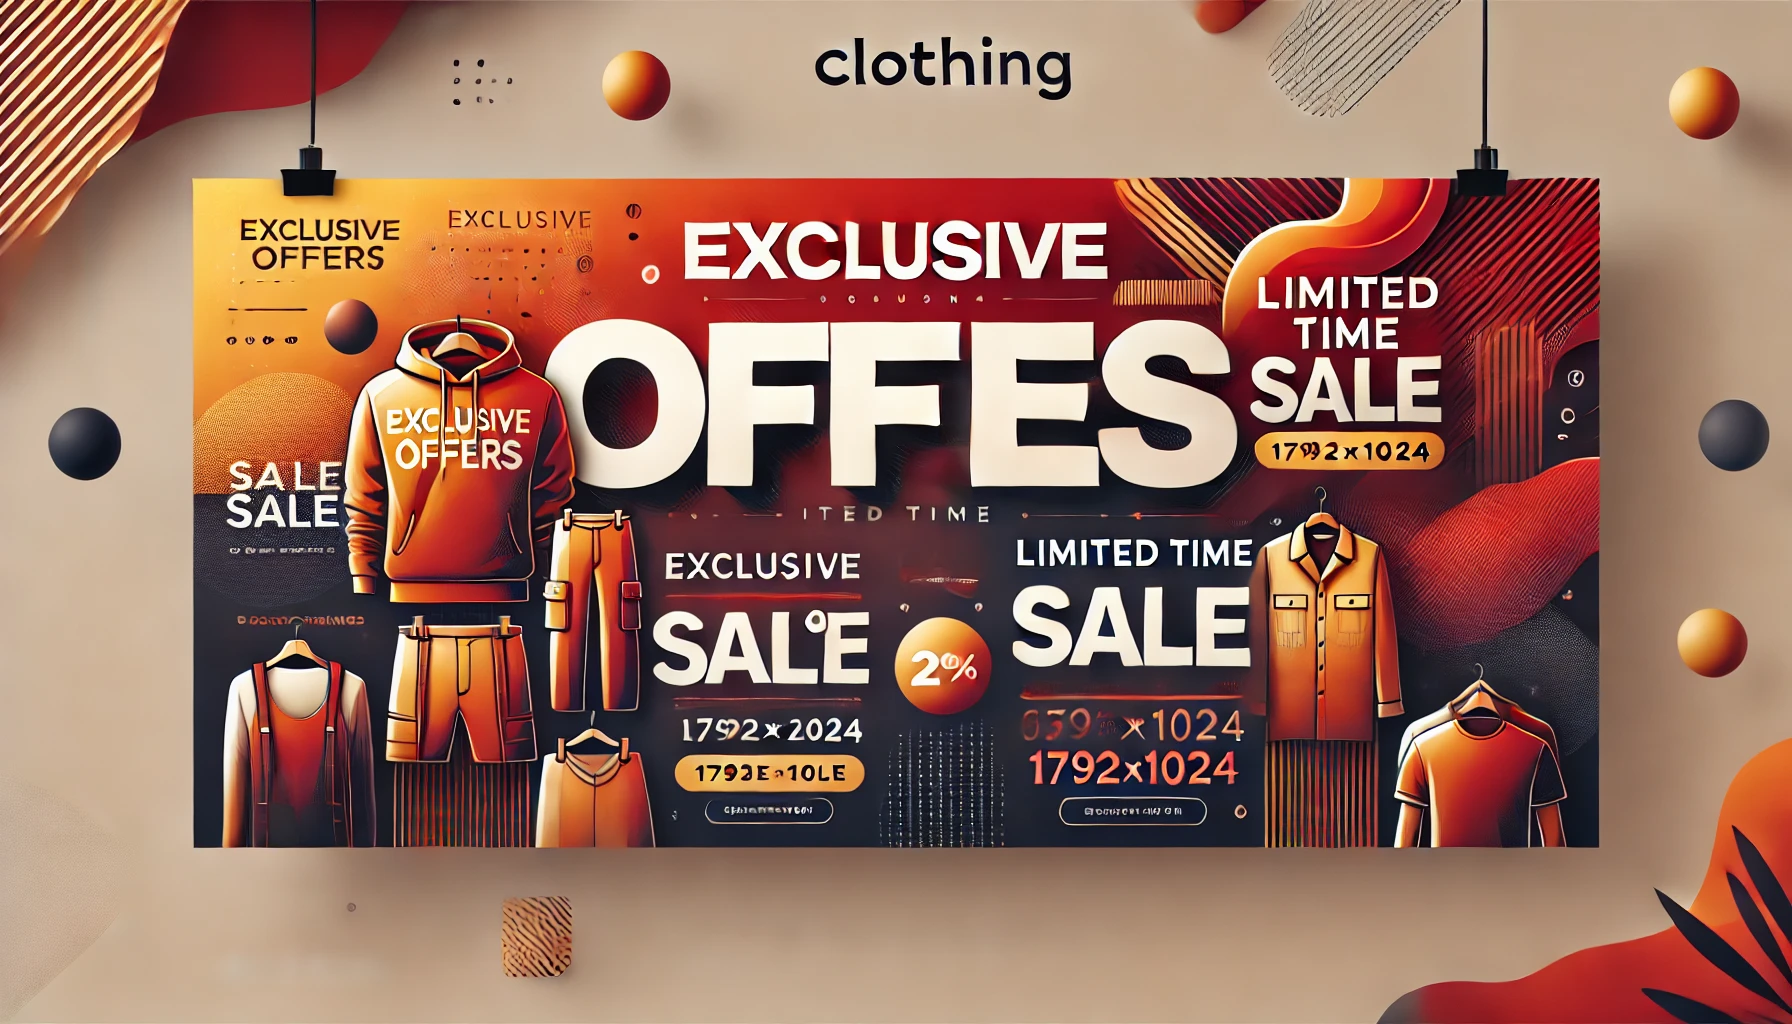 clothing
EXCLUSIVE
OFFERS
EXCLUSIVE
EXCLUSIVE
OFFES
LIMITED
TIME
SALE
1792x1024
EXCLUSIVE
OFFERS
SALE
SALE
ITED TIME
EXCLUSIVE
SALE
1792x2024
2%
LIMITED TIME
SALE
x1024
1792x1024